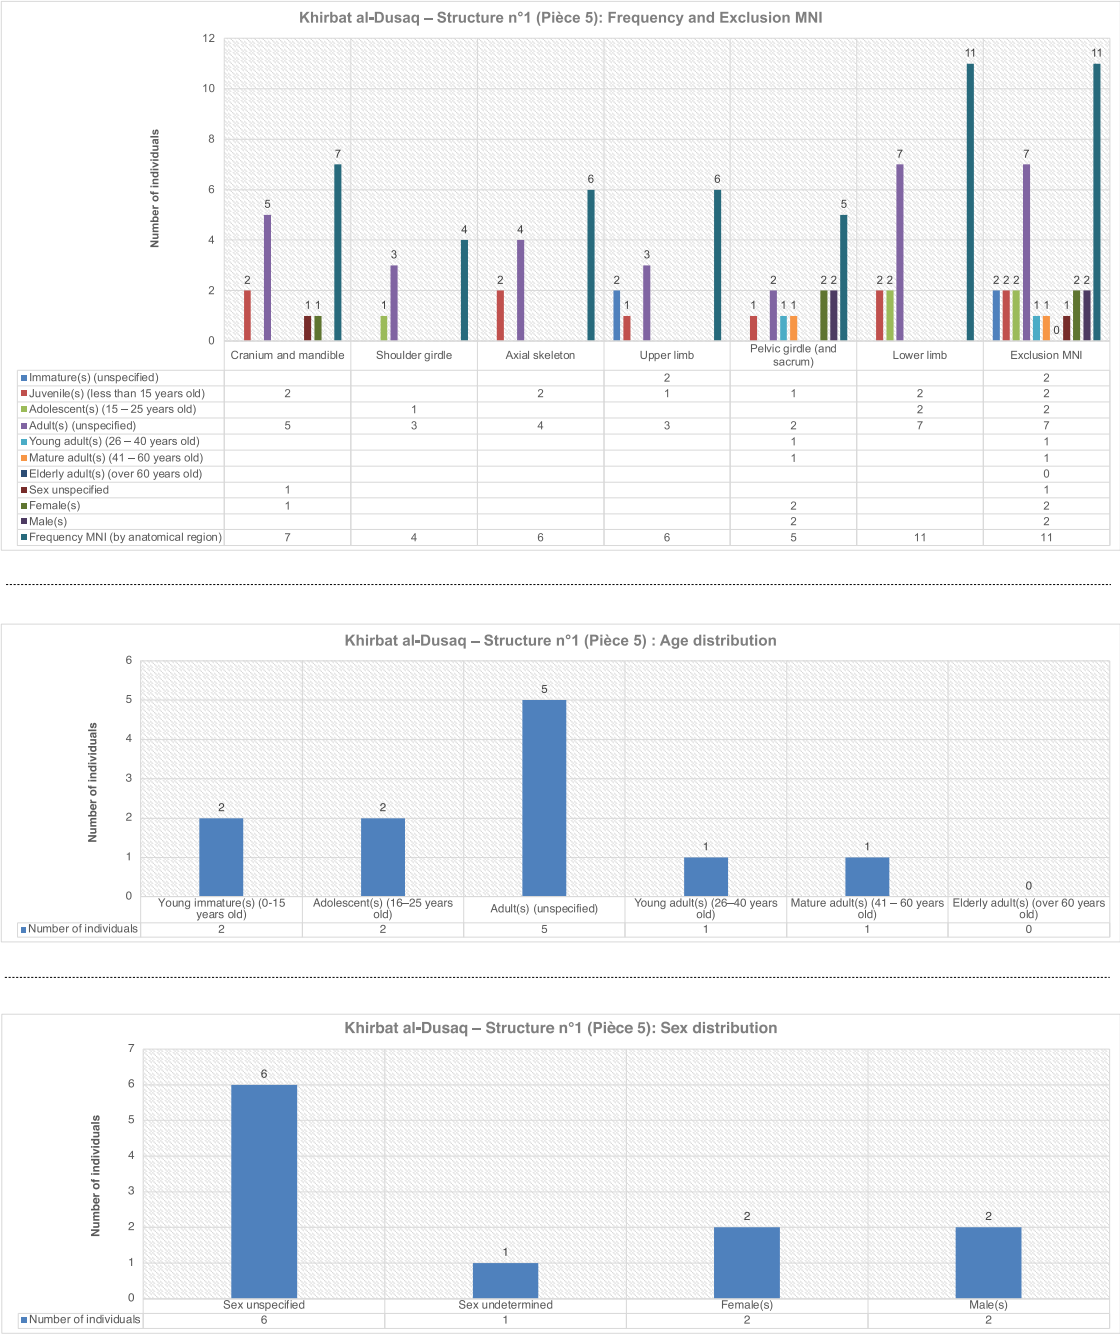 Khirbat al-Dusaq – Structure n°1 (Pièce 5): Frequency and Exclusion MNI
Number of individuals
12
10
8
6
4
2
0
2 5 1 1 7
1 3 4
2 4 6
2 1 3 6
1 2 1 1 2 2 5
2 2 7 11
2 2 2 7 1 1 0 1 2 2 11
Cranium and mandible Shoulder girdle Axial skeleton Upper limb Pelvic girdle (and sacrum) Lower limb Exclusion MNI
Immature(s) (unspecified) 2 2
Juvenile(s) (less than 15 years old) 2 2 1 1 2 2
Adolescent(s) (15 – 25 years old) 1 2 2
Adult(s) (unspecified) 5 3 4 3 2 7 7
Young adult(s) (26 – 40 years old) 1 1
Mature adult(s) (41 – 60 years old) 1 1
Elderly adult(s) (over 60 years old) 0
Sex unspecified 1 1
Female(s) 1 2 2
Male(s) 2 2
Frequency MNI (by anatomical region) 7 4 6 6 5 11 11
Khirbat al-Dusaq – Structure n°1 (Pièce 5) : Age distribution
Number of individuals
6
5
4
3
2
1
0
2 2 5 1 1 0
Young immature(s) (0-15 years old) Adolescent(s) (16–25 years old) Adult(s) (unspecified) Young adult(s) (26–40 years old) Mature adult(s) (41 – 60 years old) Elderly adult(s) (over 60 years old)
Number of individuals 2 2 5 1 1 0
Khirbat al-Dusaq – Structure n°1 (Pièce 5): Sex distribution
Number of individuals
7
6
5
4
3
2
1
0
6 1 2 2
Sex unspecified Sex undetermined Female(s) Male(s)
Number of individuals 6 1 2 2